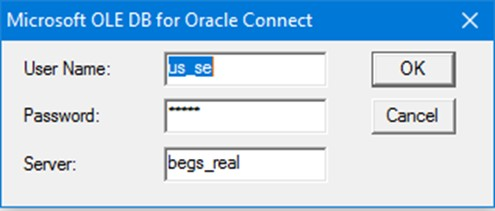 Microsoft OLE DB for Oracle Connect
User Name: us_se OK
Password: ***** Cancel
Server: begs_real